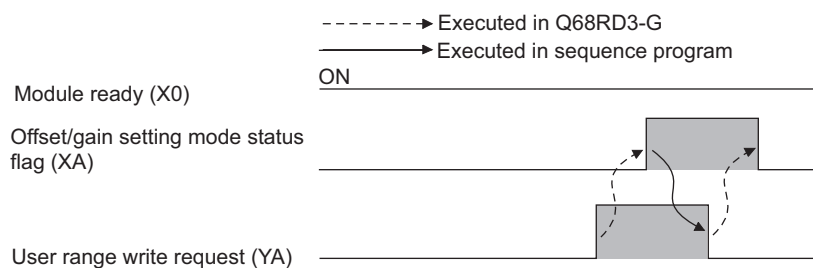 Executed in Q68RD3-G
Executed in sequence program
ON
Module ready (X0)
Offset/gain setting mode status
flag (XA)
User range write request (YA)